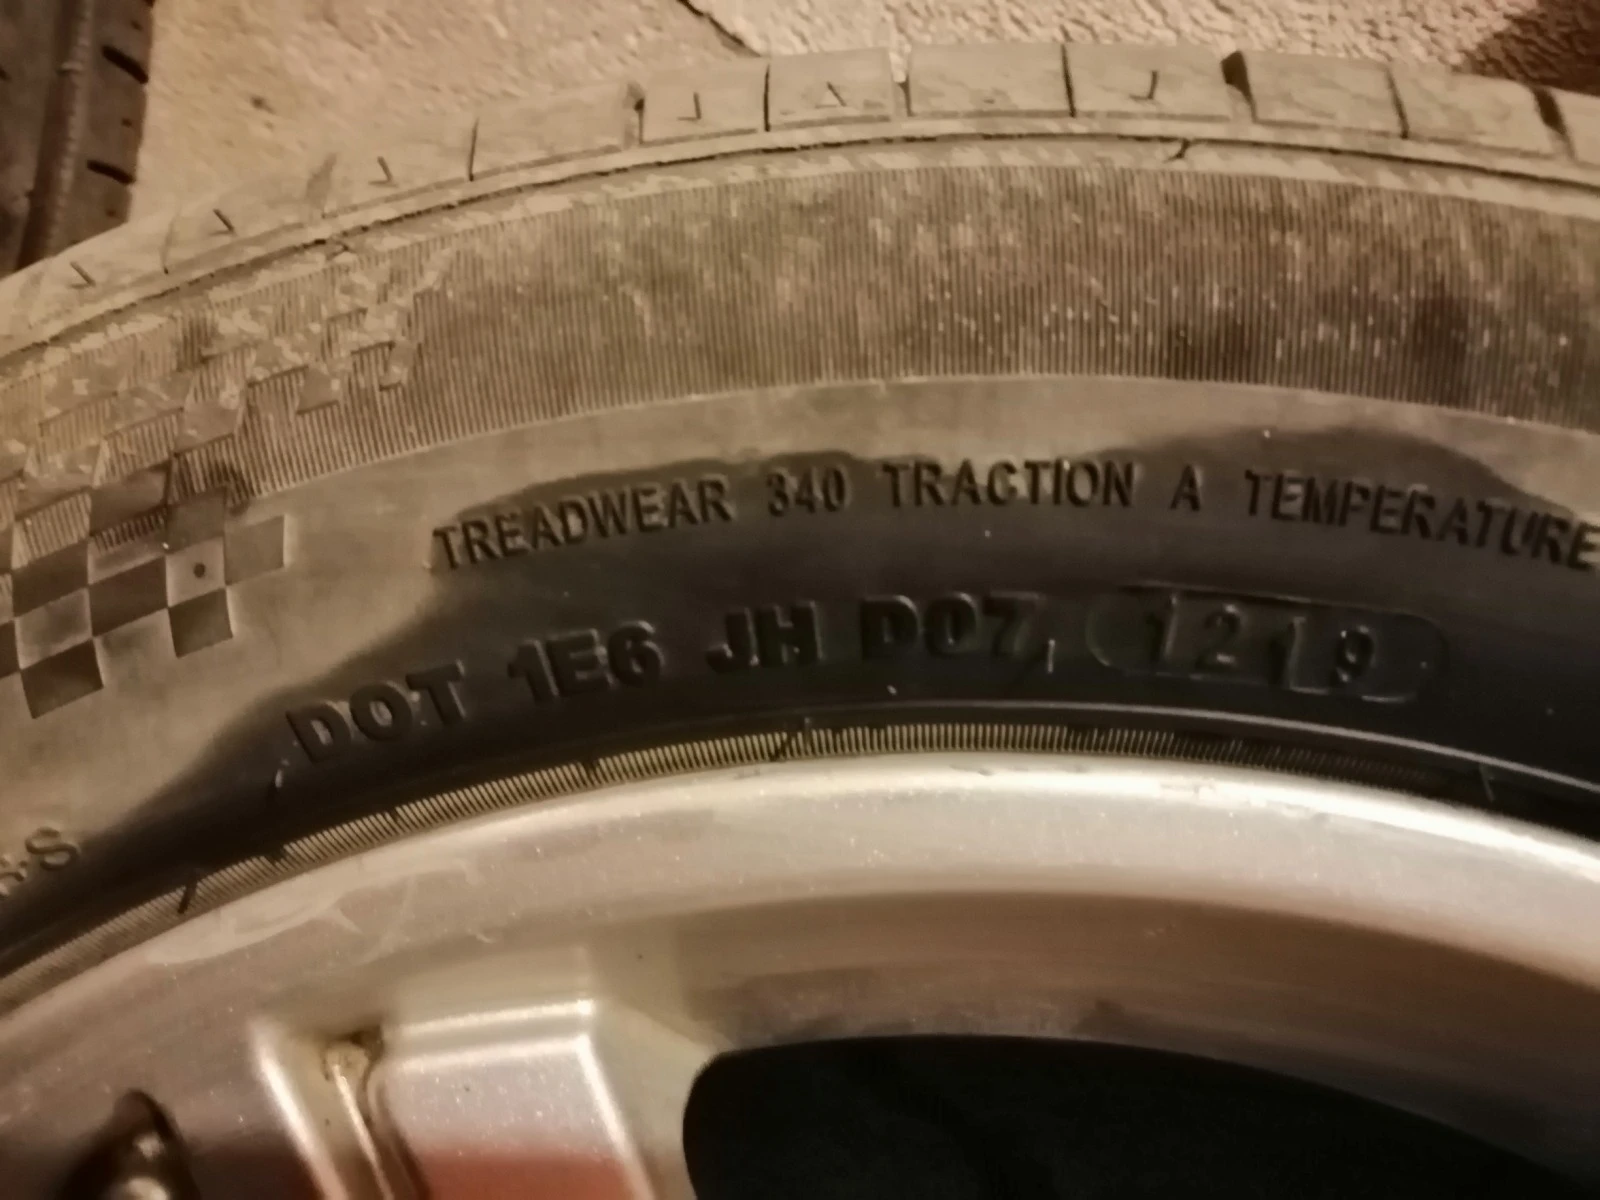 TREADWEAR 340 TRACTION A TEMPERATURE
DOT 1E6 JH D07 1219